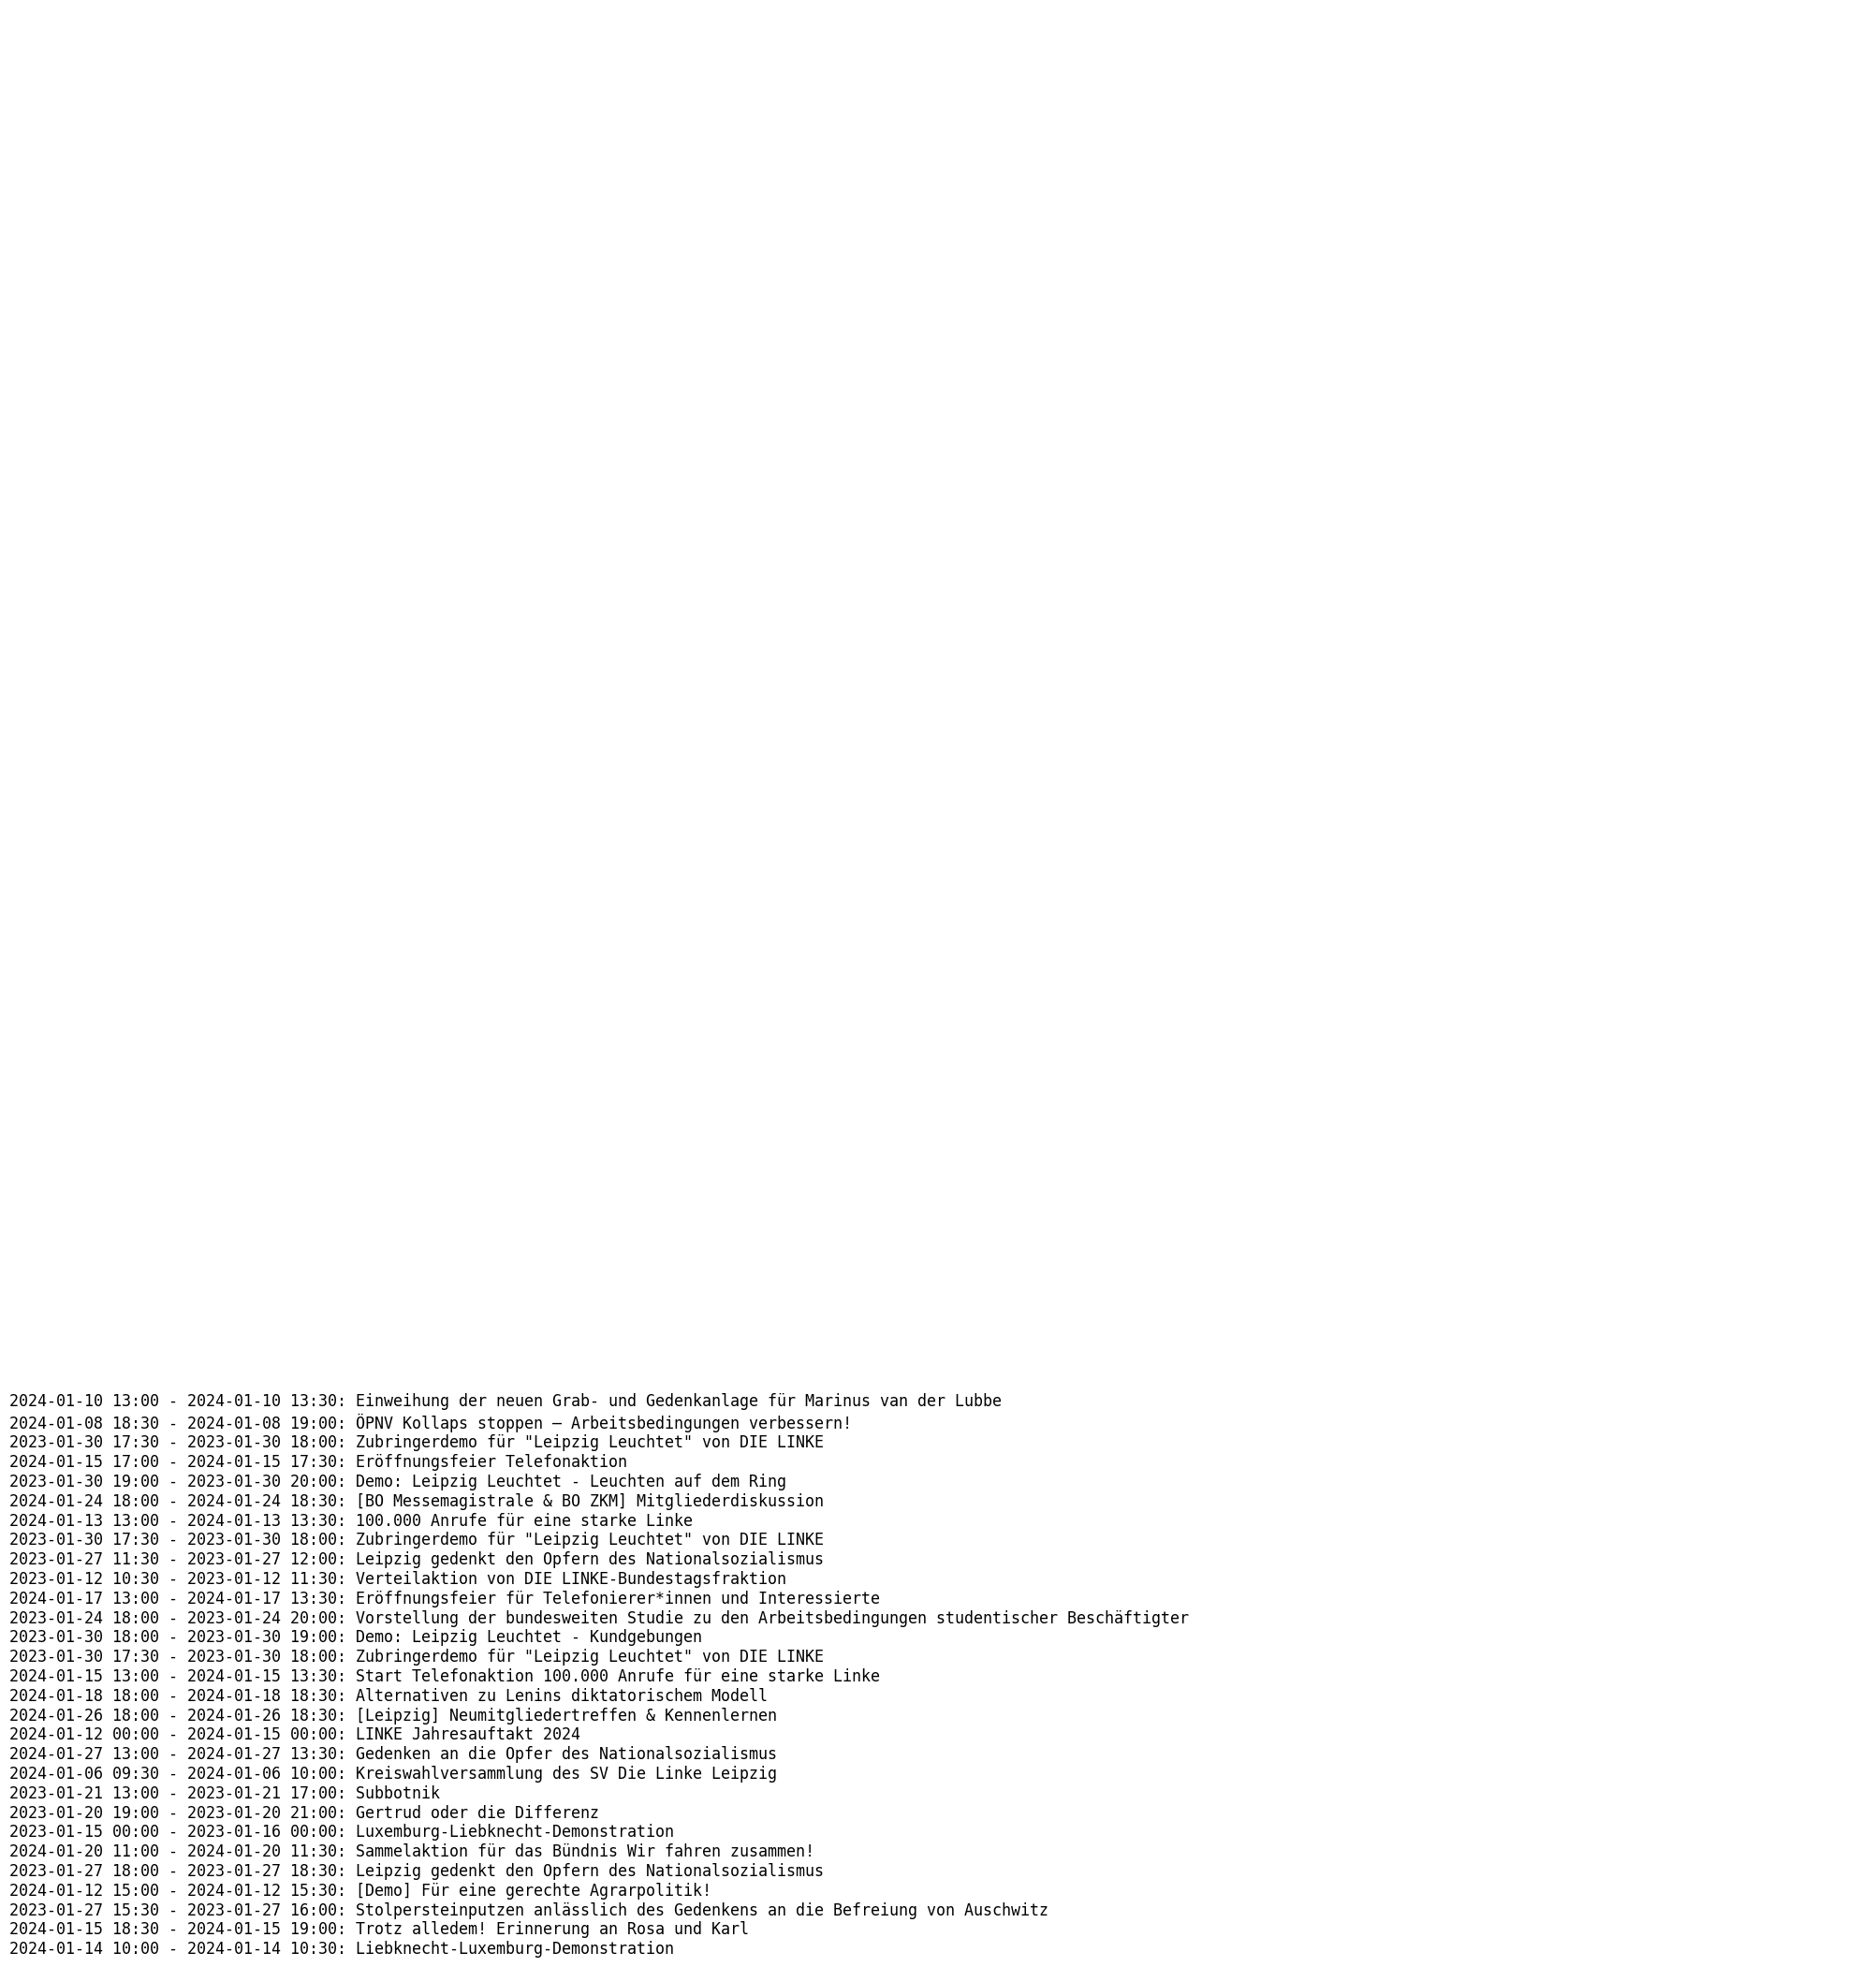 2024-01-10 13:00 - 2024-01-10 13:30: Einweihung der neuen Grab- und Gedenkanlage für Marinus van der Lubbe
2024-01-08 18:30 - 2024-01-08 19:00: ÖPNV Kollaps stoppen – Arbeitsbedingungen verbessern!
2023-01-30 17:30 - 2023-01-30 18:00: Zubringerdemo für "Leipzig Leuchtet" von DIE LINKE
2024-01-15 17:00 - 2024-01-15 17:30: Eröffnungsfeier Telefonaktion
2023-01-30 19:00 - 2023-01-30 20:00: Demo: Leipzig Leuchtet - Leuchten auf dem Ring
2024-01-24 18:00 - 2024-01-24 18:30: [BO Messemagistrale & BO ZKM] Mitgliederdiskussion
2024-01-13 13:00 - 2024-01-13 13:30: 100.000 Anrufe für eine starke Linke
2023-01-30 17:30 - 2023-01-30 18:00: Zubringerdemo für "Leipzig Leuchtet" von DIE LINKE
2023-01-27 11:30 - 2023-01-27 12:00: Leipzig gedenkt den Opfern des Nationalsozialismus
2023-01-12 10:30 - 2023-01-12 11:30: Verteilaktion von DIE LINKE-Bundestagsfraktion
2024-01-17 13:00 - 2024-01-17 13:30: Eröffnungsfeier für Telefonierer*innen und Interessierte
2023-01-24 18:00 - 2023-01-24 20:00: Vorstellung der bundesweiten Studie zu den Arbeitsbedingungen studentischer Beschäftigter
2023-01-30 18:00 - 2023-01-30 19:00: Demo: Leipzig Leuchtet - Kundgebungen
2023-01-30 17:30 - 2023-01-30 18:00: Zubringerdemo für "Leipzig Leuchtet" von DIE LINKE
2024-01-15 13:00 - 2024-01-15 13:30: Start Telefonaktion 100.000 Anrufe für eine starke Linke
2024-01-18 18:00 - 2024-01-18 18:30: Alternativen zu Lenins diktatorischem Modell
2024-01-26 18:00 - 2024-01-26 18:30: [Leipzig] Neumitgliedertreffen & Kennenlernen
2024-01-12 00:00 - 2024-01-15 00:00: LINKE Jahresauftakt 2024
2024-01-27 13:00 - 2024-01-27 13:30: Gedenken an die Opfer des Nationalsozialismus
2024-01-06 09:30 - 2024-01-06 10:00: Kreiswahlversammlung des SV Die Linke Leipzig
2023-01-21 13:00 - 2023-01-21 17:00: Subbotnik
2023-01-20 19:00 - 2023-01-20 21:00: Gertrud oder die Differenz
2023-01-15 00:00 - 2023-01-16 00:00: Luxemburg-Liebknecht-Demonstration
2024-01-20 11:00 - 2024-01-20 11:30: Sammelaktion für das Bündnis Wir fahren zusammen!
2023-01-27 18:00 - 2023-01-27 18:30: Leipzig gedenkt den Opfern des Nationalsozialismus
2024-01-12 15:00 - 2024-01-12 15:30: [Demo] Für eine gerechte Agrarpolitik!
2023-01-27 15:30 - 2023-01-27 16:00: Stolpersteinputzen anlässlich des Gedenkens an die Befreiung von Auschwitz
2024-01-15 18:30 - 2024-01-15 19:00: Trotz alledem! Erinnerung an Rosa und Karl
2024-01-14 10:00 - 2024-01-14 10:30: Liebknecht-Luxemburg-Demonstration